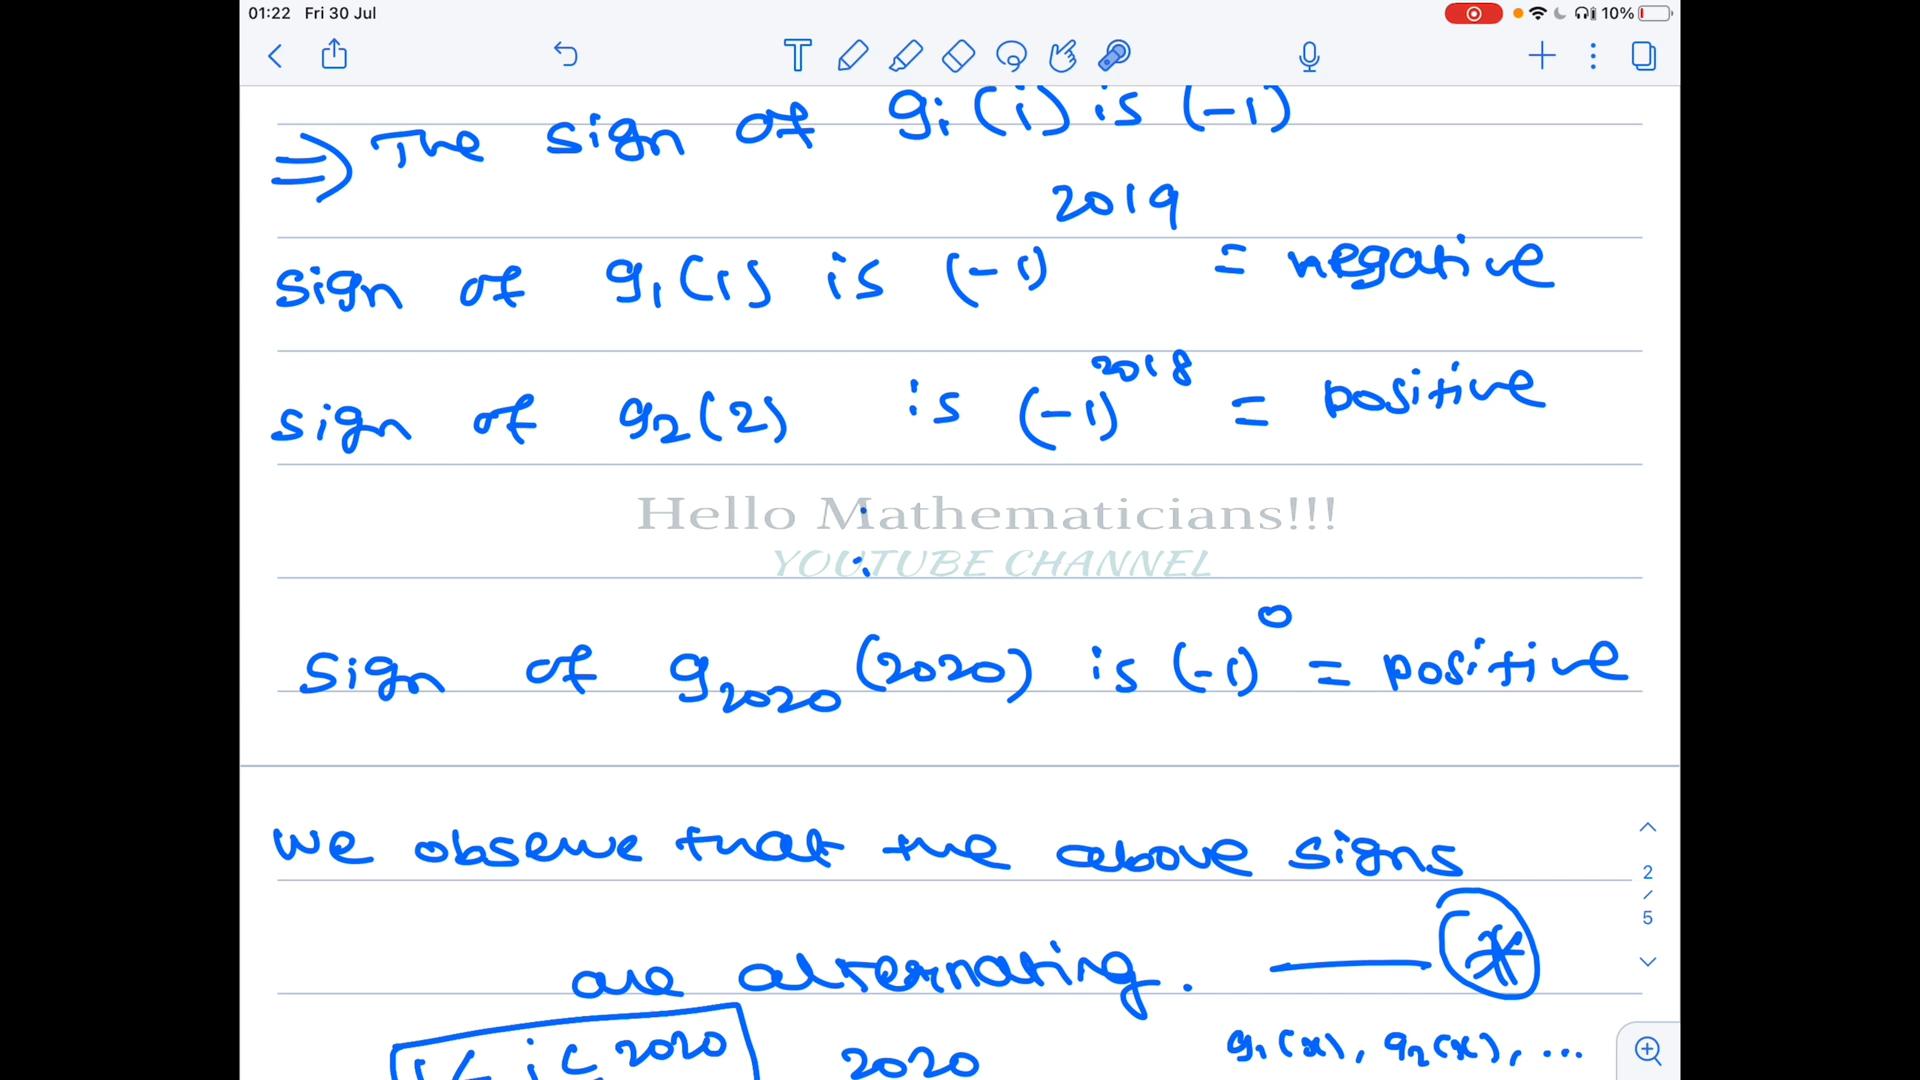 01:22 Fri 30 Jul 10%
T
⇒) The sign of gᵢ(i) is (-1)
2019
sign of g₁(1) is (-1) = negative
2018
sign of g₂(2) is (-1) = positive
Hello Mathematicians!!!
YOUTUBE CHANNEL
0
sign of g₂₀₂₀(2020) is (-1) = positive
we observe that the above signs
2
/
5
are alternating. — *
1 ≤ i ≤ 2020 2020 g₁(x), g₂(x), ...